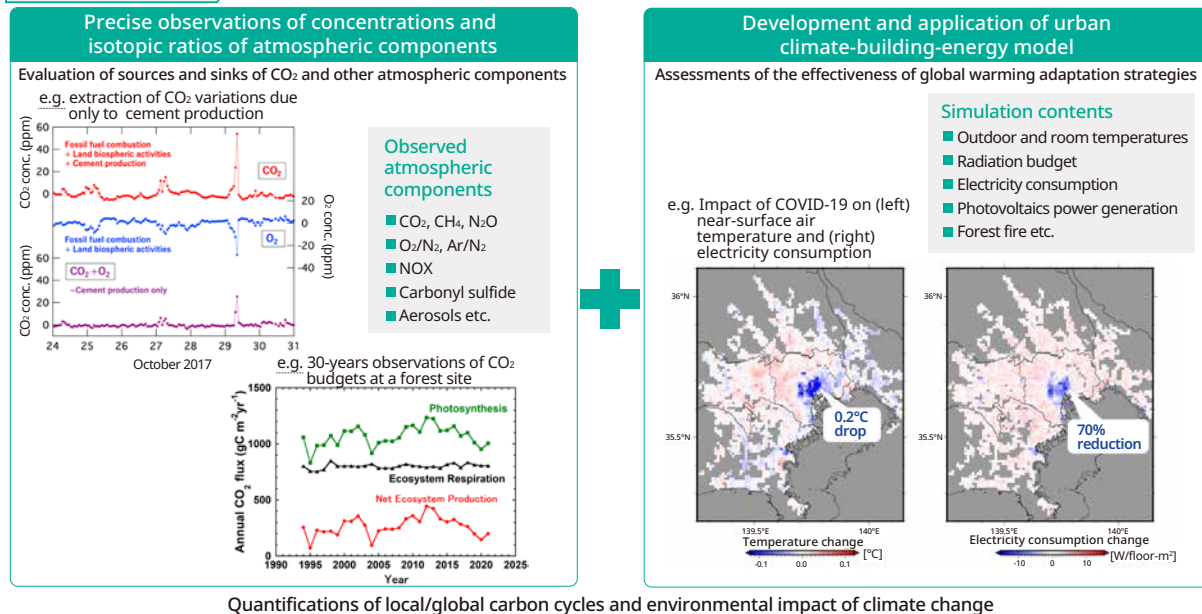 Precise observations of concentrations and
isotopic ratios of atmospheric components
Evaluation of sources and sinks of CO₂ and other atmospheric components
e.g. extraction of CO₂ variations due
only to cement production
CO₂ conc. (ppm)
60
40
20
0
Fossil fuel combustion
+ Land biospheric activities
+ Cement production
CO₂
20
0
-20
-40
O₂ conc. (ppm)
Fossil fuel combustion
+ Land biospheric activities
O₂
CO₂ conc. (ppm)
60
40
20
0
CO₂ + O₂
–Cement production only
24 25 26 27 28 29 30 31
October 2017
Observed
atmospheric
components
CO₂, CH₄, N₂O
O₂/N₂, Ar/N₂
NOX
Carbonyl sulfide
Aerosols etc.
e.g. 30-years observations of CO₂
budgets at a forest site
Annual CO₂ flux (gC m⁻²yr⁻¹)
1500
1000
500
0
Photosynthesis
Ecosystem Respiration
Net Ecosystem Production
1990 1995 2000 2005 2010 2015 2020 2025
Year
Development and application of urban
climate-building-energy model
Assessments of the effectiveness of global warming adaptation strategies
Simulation contents
Outdoor and room temperatures
Radiation budget
Electricity consumption
Photovoltaics power generation
Forest fire etc.
e.g. Impact of COVID-19 on (left)
near-surface air
temperature and (right)
electricity consumption
36°N
35.5°N
139.5°E 140°E
0.2°C
drop
Temperature change
-0.1 0.0 0.1 [°C]
36°N
35.5°N
139.5°E 140°E
70%
reduction
Electricity consumption change
-10 0 10 [W/floor-m²]
Quantifications of local/global carbon cycles and environmental impact of climate change